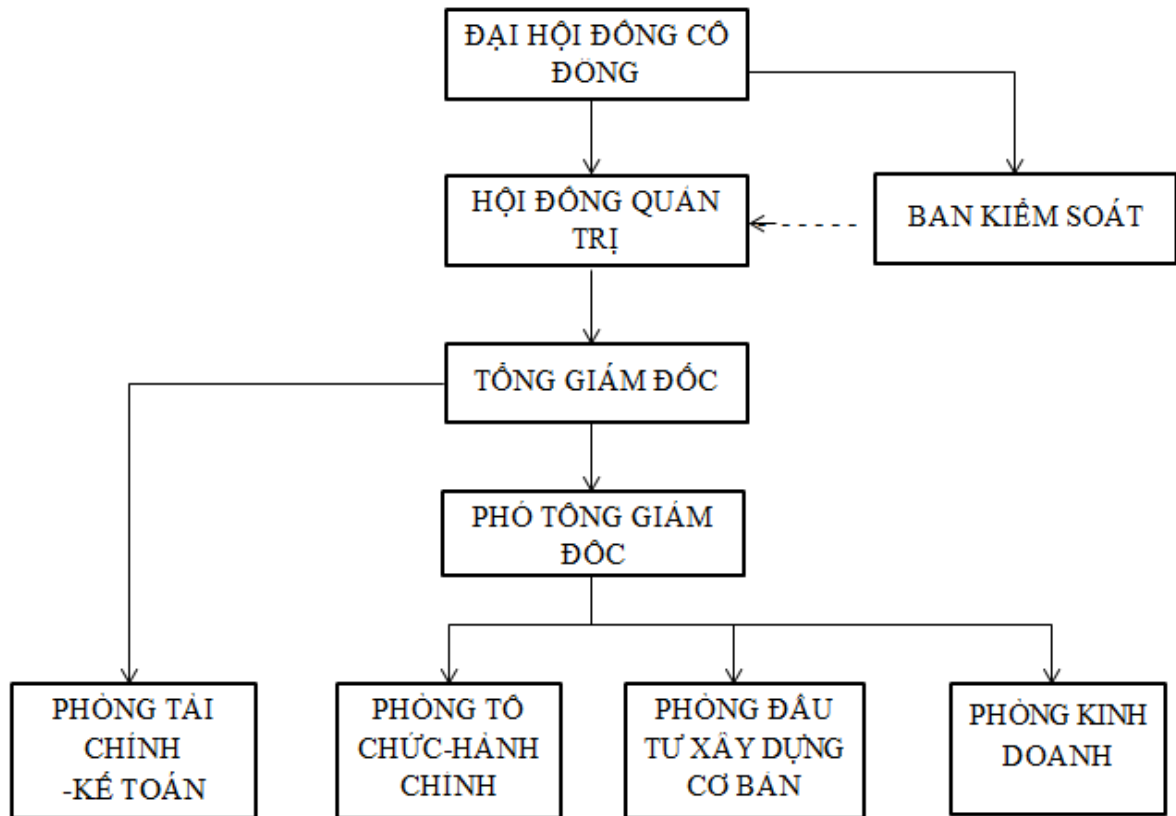 ĐẠI HỘI ĐỒNG CỔ
ĐÔNG
HỘI ĐỒNG QUẢN
TRỊ
BAN KIỂM SOÁT
TỔNG GIÁM ĐỐC
PHÓ TỔNG GIÁM
ĐỐC
PHÒNG TÀI
CHÍNH
-KẾ TOÁN
PHÒNG TỔ
CHỨC-HÀNH
CHÍNH
PHÒNG ĐẦU
TƯ XÂY DỰNG
CƠ BẢN
PHÒNG KINH
DOANH